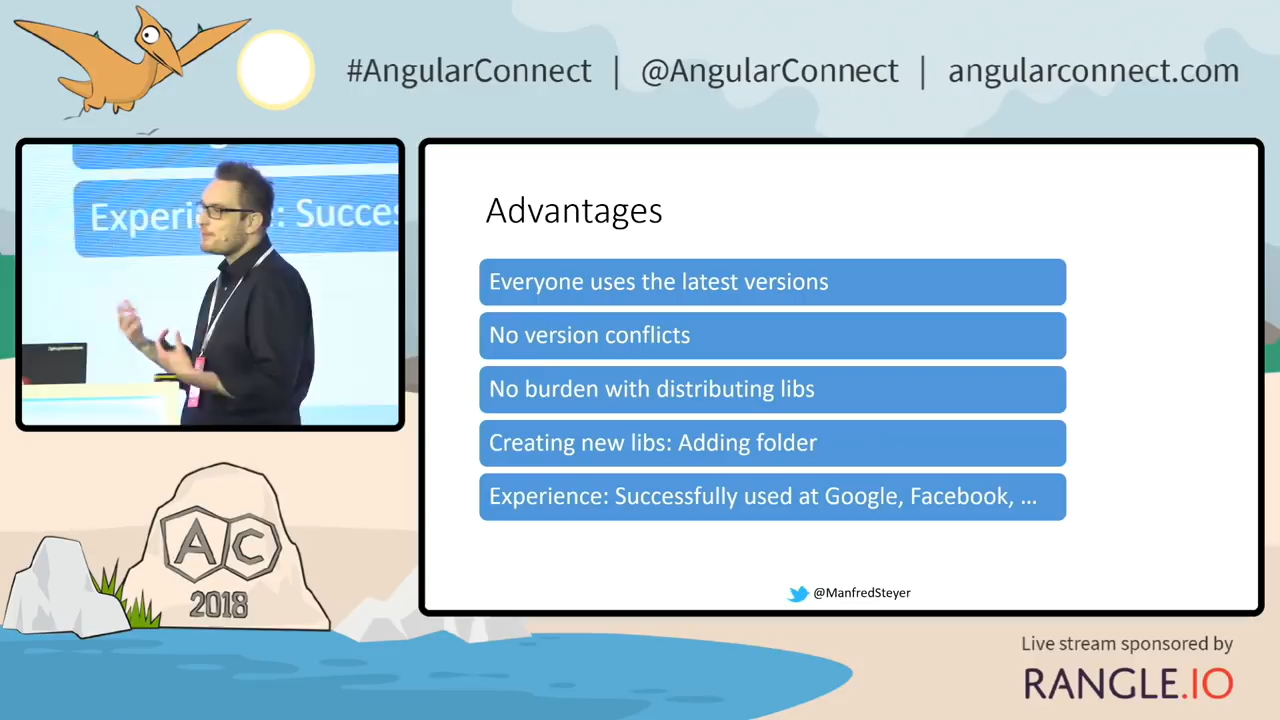 #AngularConnect | @AngularConnect | angularconnect.com
Experi : Succes
Advantages
Everyone uses the latest versions
No version conflicts
No burden with distributing libs
Creating new libs: Adding folder
Experience: Successfully used at Google, Facebook, ...
@ManfredSteyer
AC
2018
Live stream sponsored by
RANGLE.IO